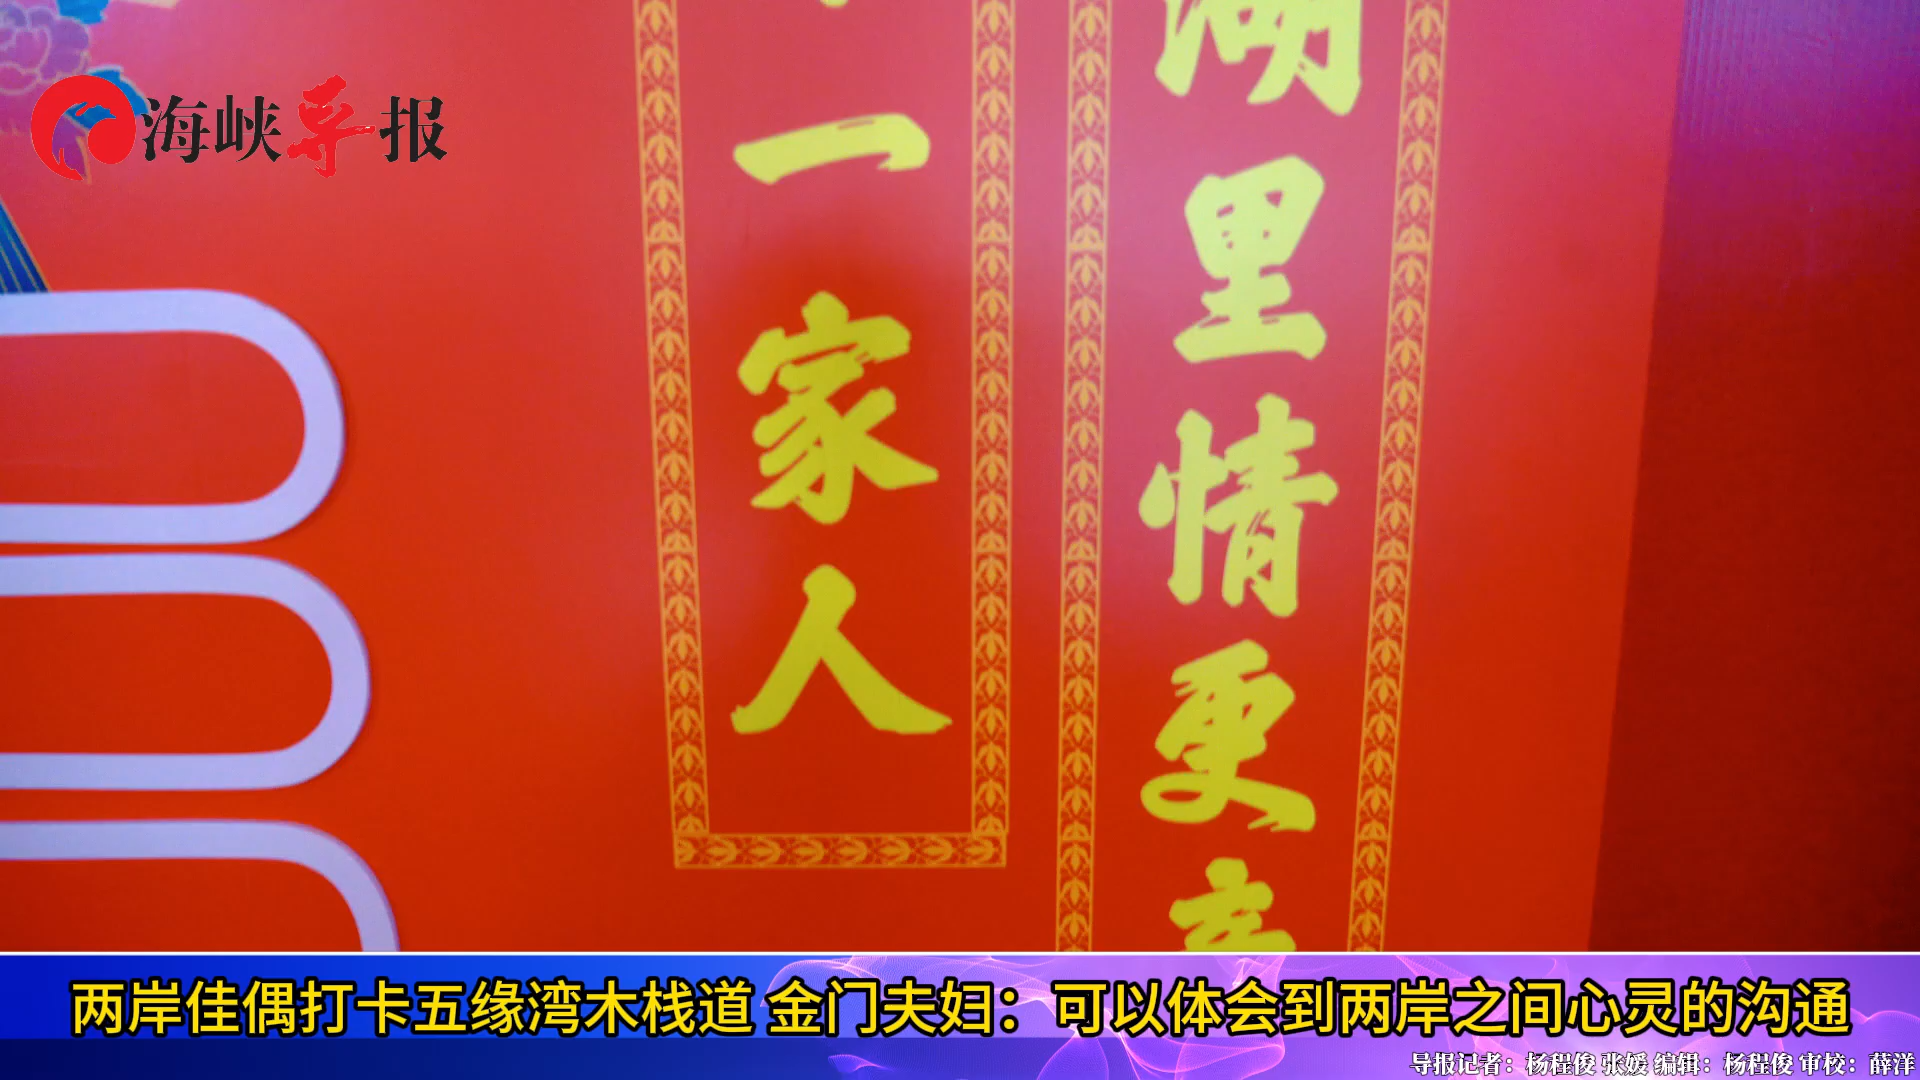 海峡导报
湖里情更
一家人
两岸佳偶打卡五缘湾木栈道 金门夫妇：可以体会到两岸之间心灵的沟通
导报记者：杨程俊 张媛 编辑：杨程俊 审校：薛洋